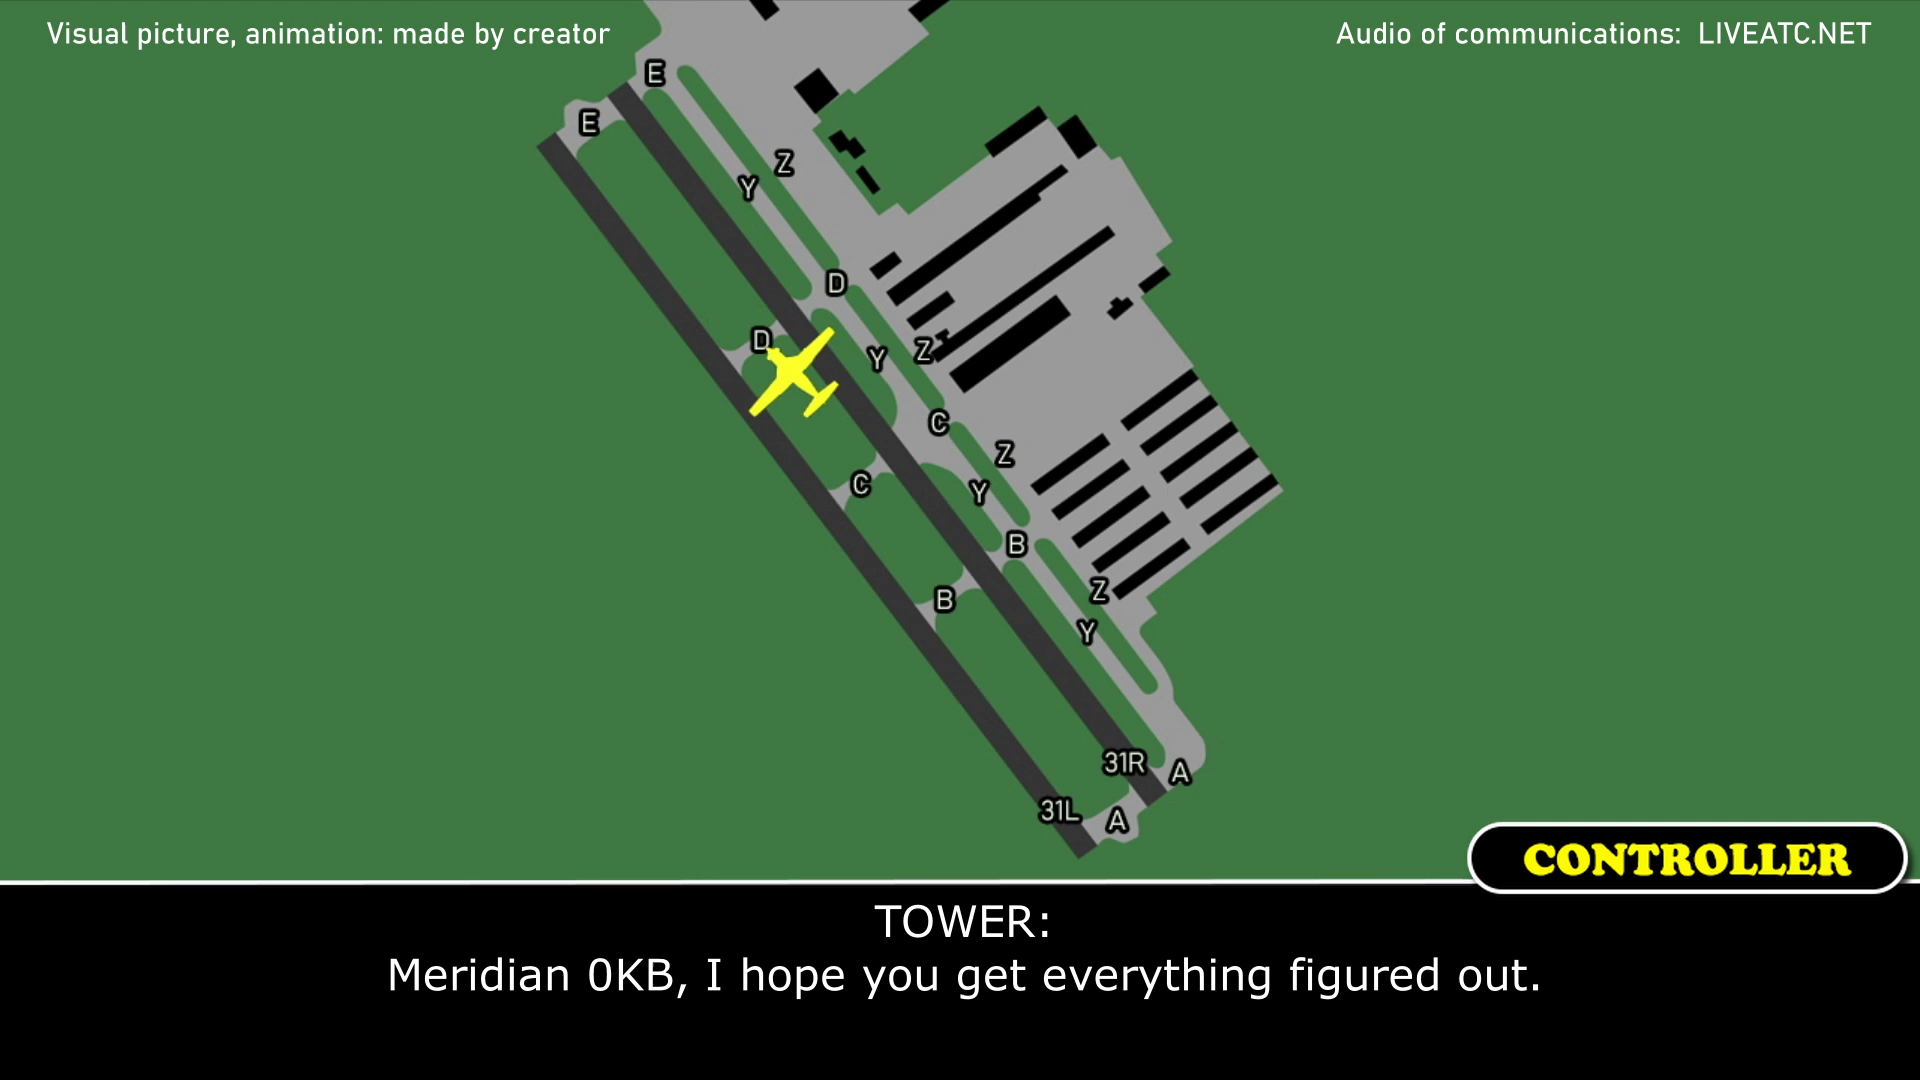 Visual picture, animation: made by creator
Audio of communications: LIVEATC.NET
E
E
Z
Y
D
D
Z
Y
C
Z
C
Y
B
B
Z
Y
31R
A
31L
A
CONTROLLER
TOWER:
Meridian 0KB, I hope you get everything figured out.